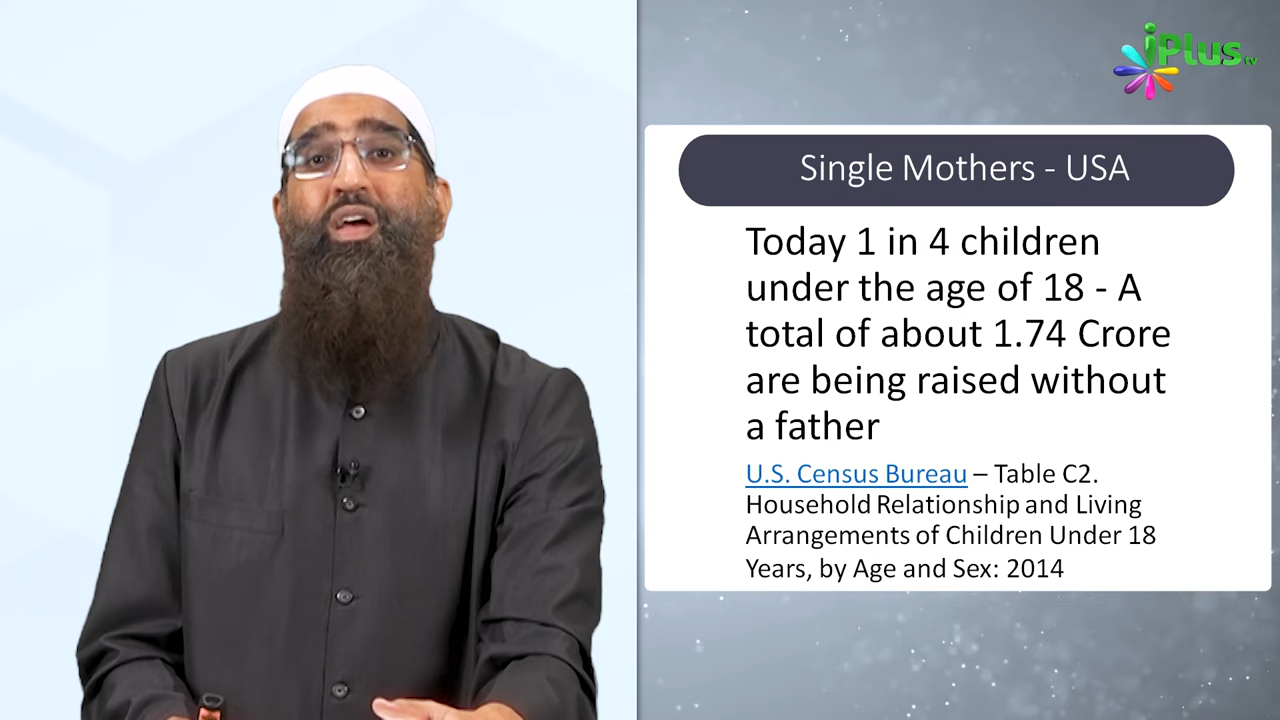 iPlus tv
Single Mothers - USA
Today 1 in 4 children
under the age of 18 - A
total of about 1.74 Crore
are being raised without
a father
U.S. Census Bureau – Table C2.
Household Relationship and Living
Arrangements of Children Under 18
Years, by Age and Sex: 2014